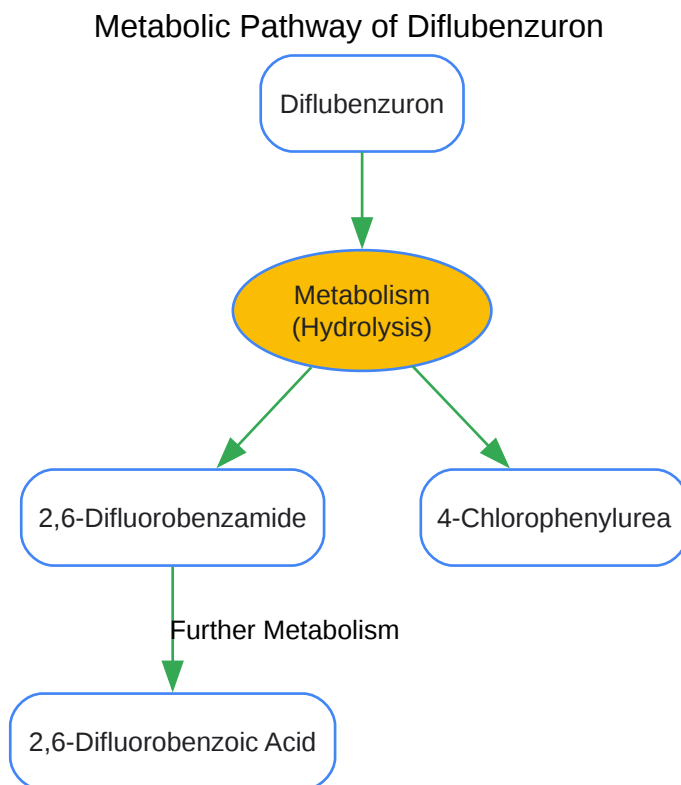 Metabolic Pathway of Diflubenzuron
Diflubenzuron
Metabolism
(Hydrolysis)
2,6-Difluorobenzamide
4-Chlorophenylurea
Further Metabolism
2,6-Difluorobenzoic Acid